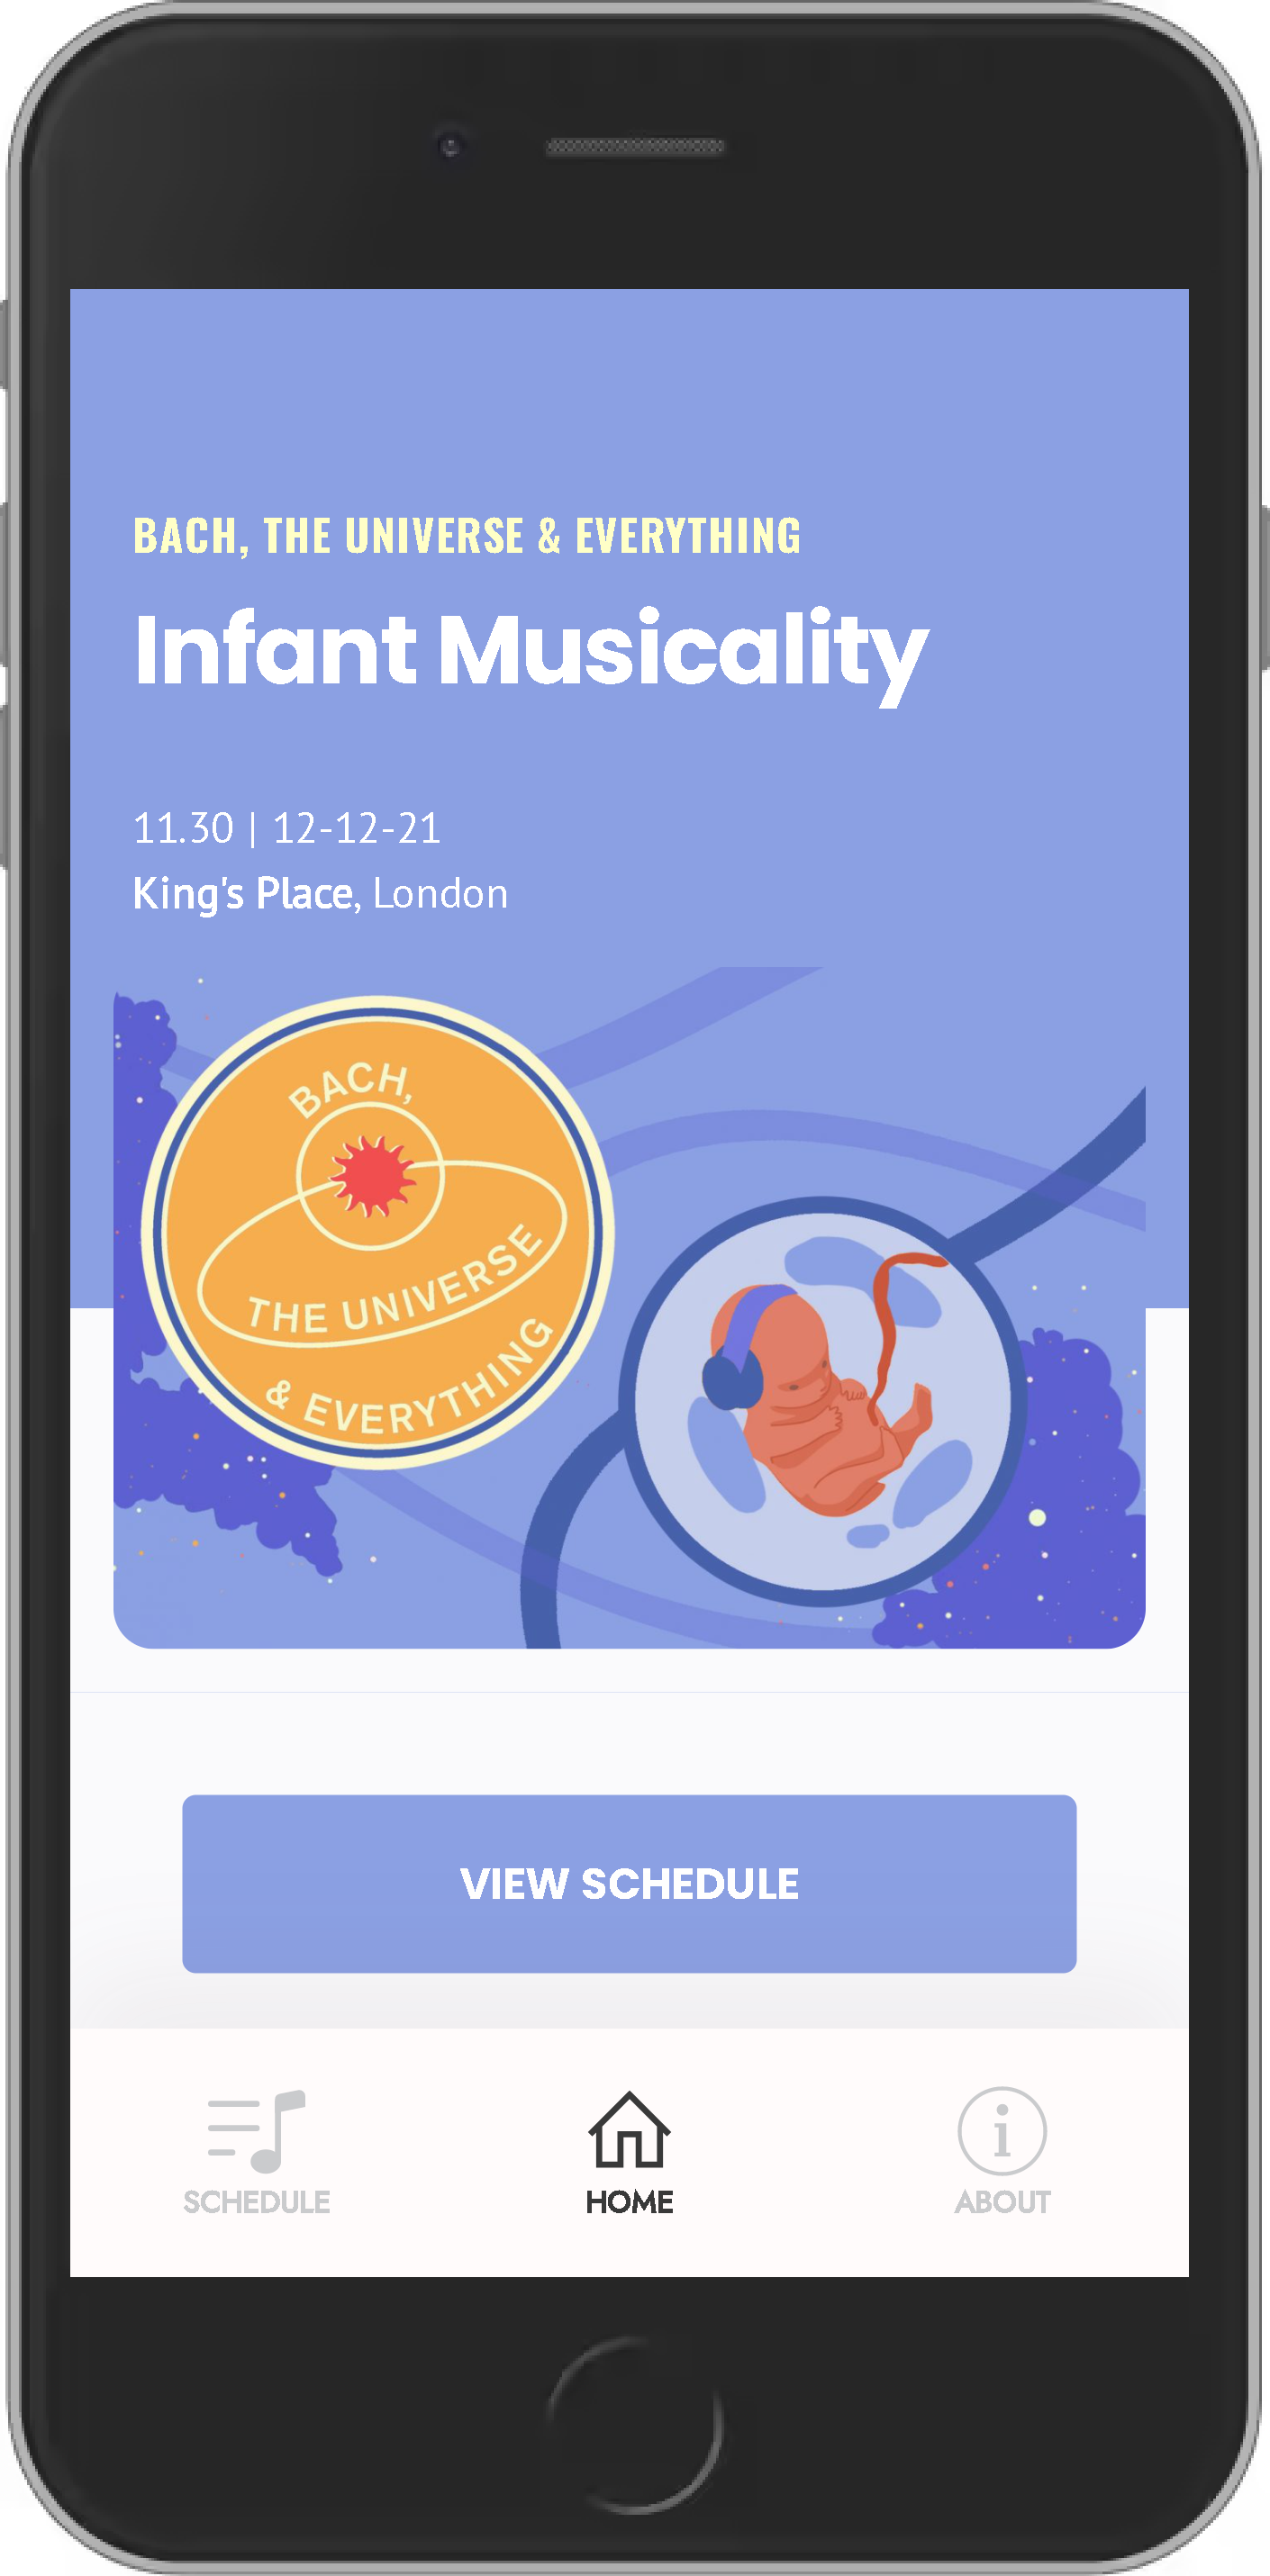 BACH, THE UNIVERSE & EVERYTHING
Infant Musicality
11.30 | 12-12-21
King's Place, London
BACH,
THE UNIVERSE
& EVERYTHING
VIEW SCHEDULE
SCHEDULE
HOME
ABOUT